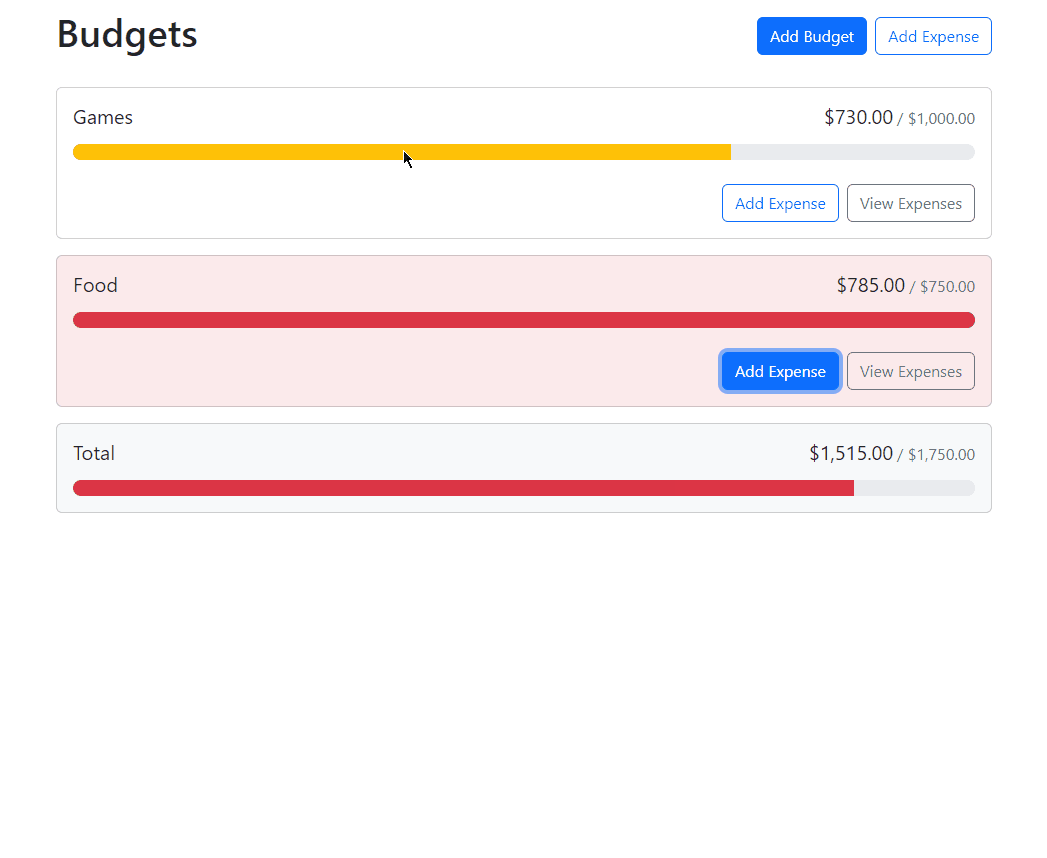 Budgets Add Budget Add Expense
Games $730.00 / $1,000.00
Add Expense View Expenses
Food $785.00 / $750.00
Add Expense View Expenses
Total $1,515.00 / $1,750.00